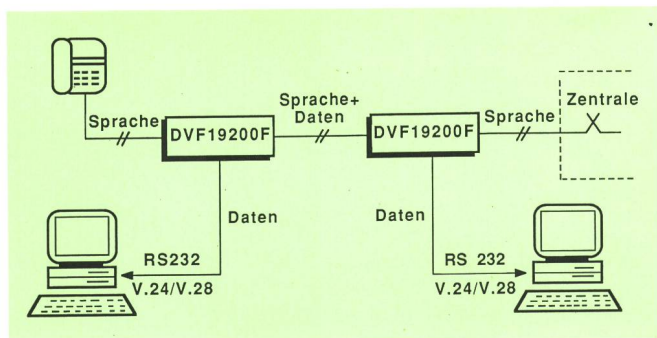 Sprache
DVF19200F
Sprache+
Daten
DVF19200F
Sprache
Zentrale
Daten
Daten
RS232
V.24/V.28
RS 232
V.24/V.28